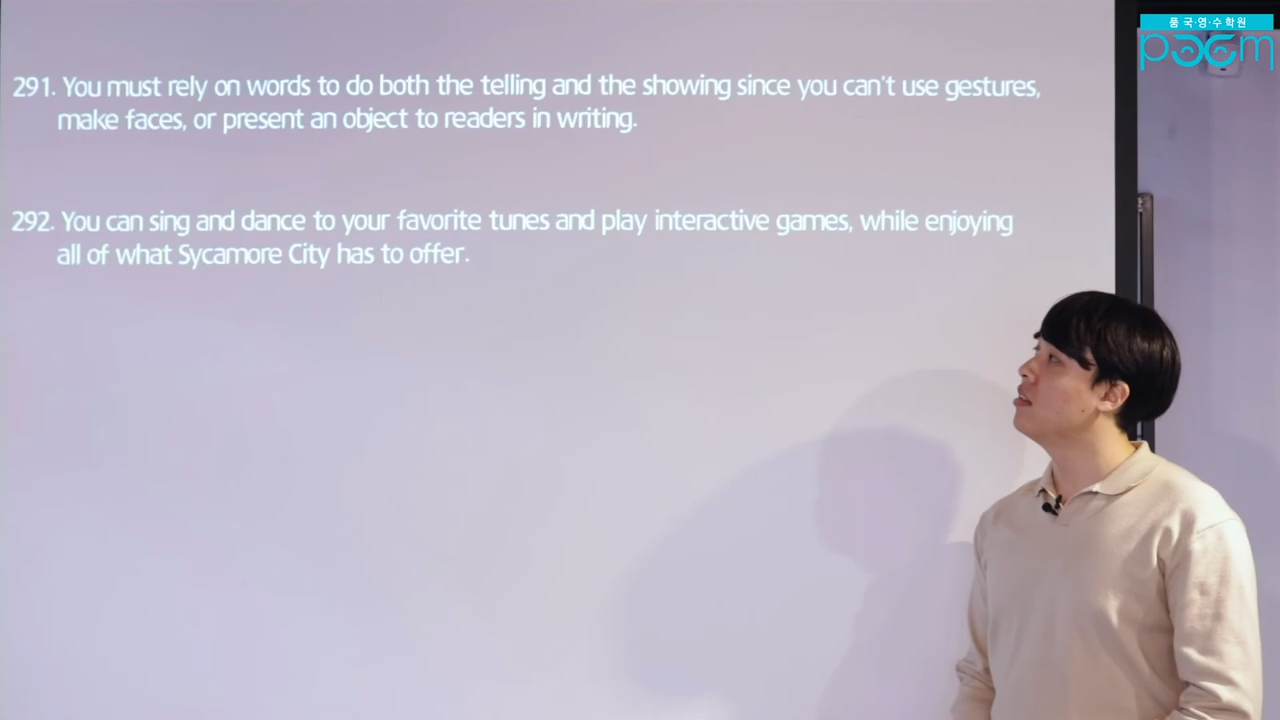 품 국·영·수학원
poem
291. You must rely on words to do both the telling and the showing since you can't use gestures,
make faces, or present an object to readers in writing.
292. You can sing and dance to your favorite tunes and play interactive games, while enjoying
all of what Sycamore City has to offer.